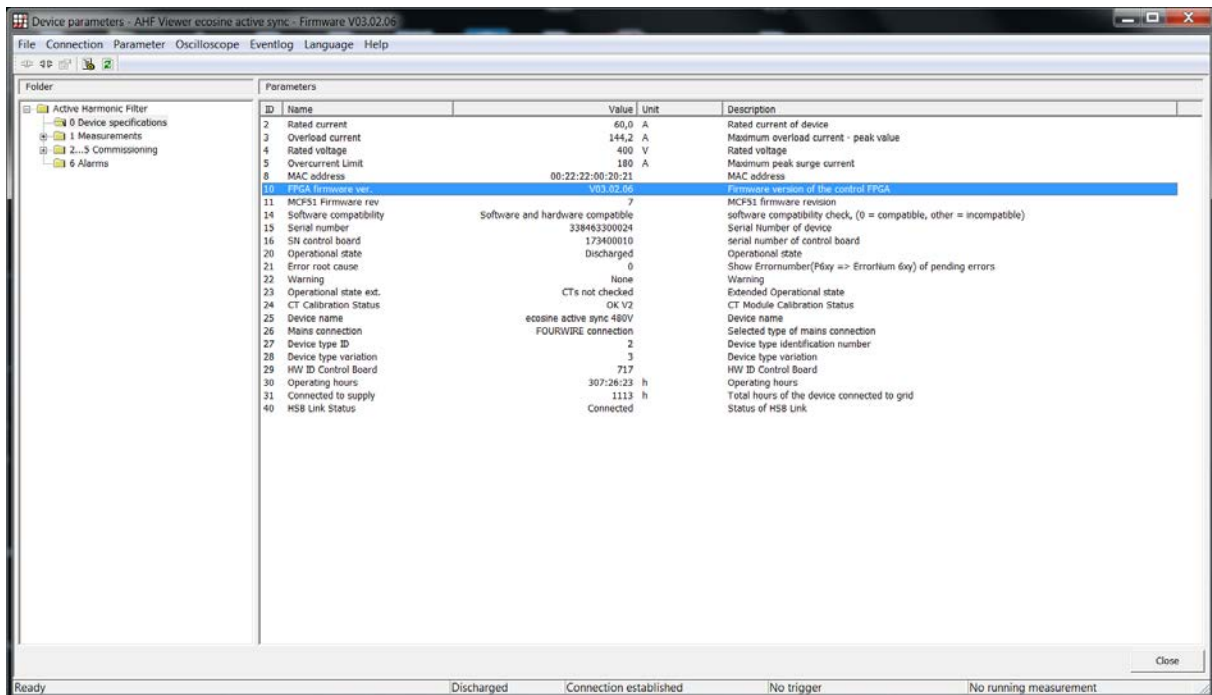 Device parameters - AHF Viewer ecosine active sync - Firmware V03.02.06
File Connection Parameter Oscilloscope Eventlog Language Help
Folder
Parameters
Active Harmonic Filter
0 Device specifications
1 Measurements
2...5 Commissioning
6 Alarms
ID Name Value Unit Description
2 Rated current 60,0 A Rated current of device
3 Overload current 144,2 A Maximum overload current - peak value
4 Rated voltage 400 V Rated voltage
5 Overcurrent Limit 180 A Maximum peak surge current
8 MAC address 00:22:22:00:20:21 MAC address
10 FPGA firmware ver. V03.02.06 Firmware version of the control FPGA
11 MCF51 Firmware rev 7 MCF51 firmware revision
14 Software compatibility Software and hardware compatible software compatibility check, (0 = compatible, other = incompatible)
15 Serial number 338463300024 Serial Number of device
16 SN control board 173400010 serial number of control board
20 Operational state Discharged Operational state
21 Error root cause 0 Show Errornumber(P6xy => ErrorNum 6xy) of pending errors
22 Warning None Warning
23 Operational state ext. CTs not checked Extended Operational state
24 CT Calibration Status OK V2 CT Module Calibration Status
25 Device name ecosine active sync 480V Device name
26 Mains connection FOURWIRE connection Selected type of mains connection
27 Device type ID 2 Device type identification number
28 Device type variation 3 Device type variation
29 HW ID Control Board 717 HW ID Control Board
30 Operating hours 307:26:23 h Operating hours
31 Connected to supply 1113 h Total hours of the device connected to grid
40 HSB Link Status Connected Status of HSB Link
Close
Ready Discharged Connection established No trigger No running measurement